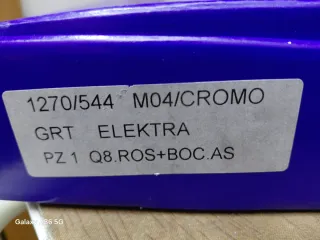 1270/544 M04/CROMO
GRT ELEKTRA
PZ 1 Q8.ROS+BOC.AS